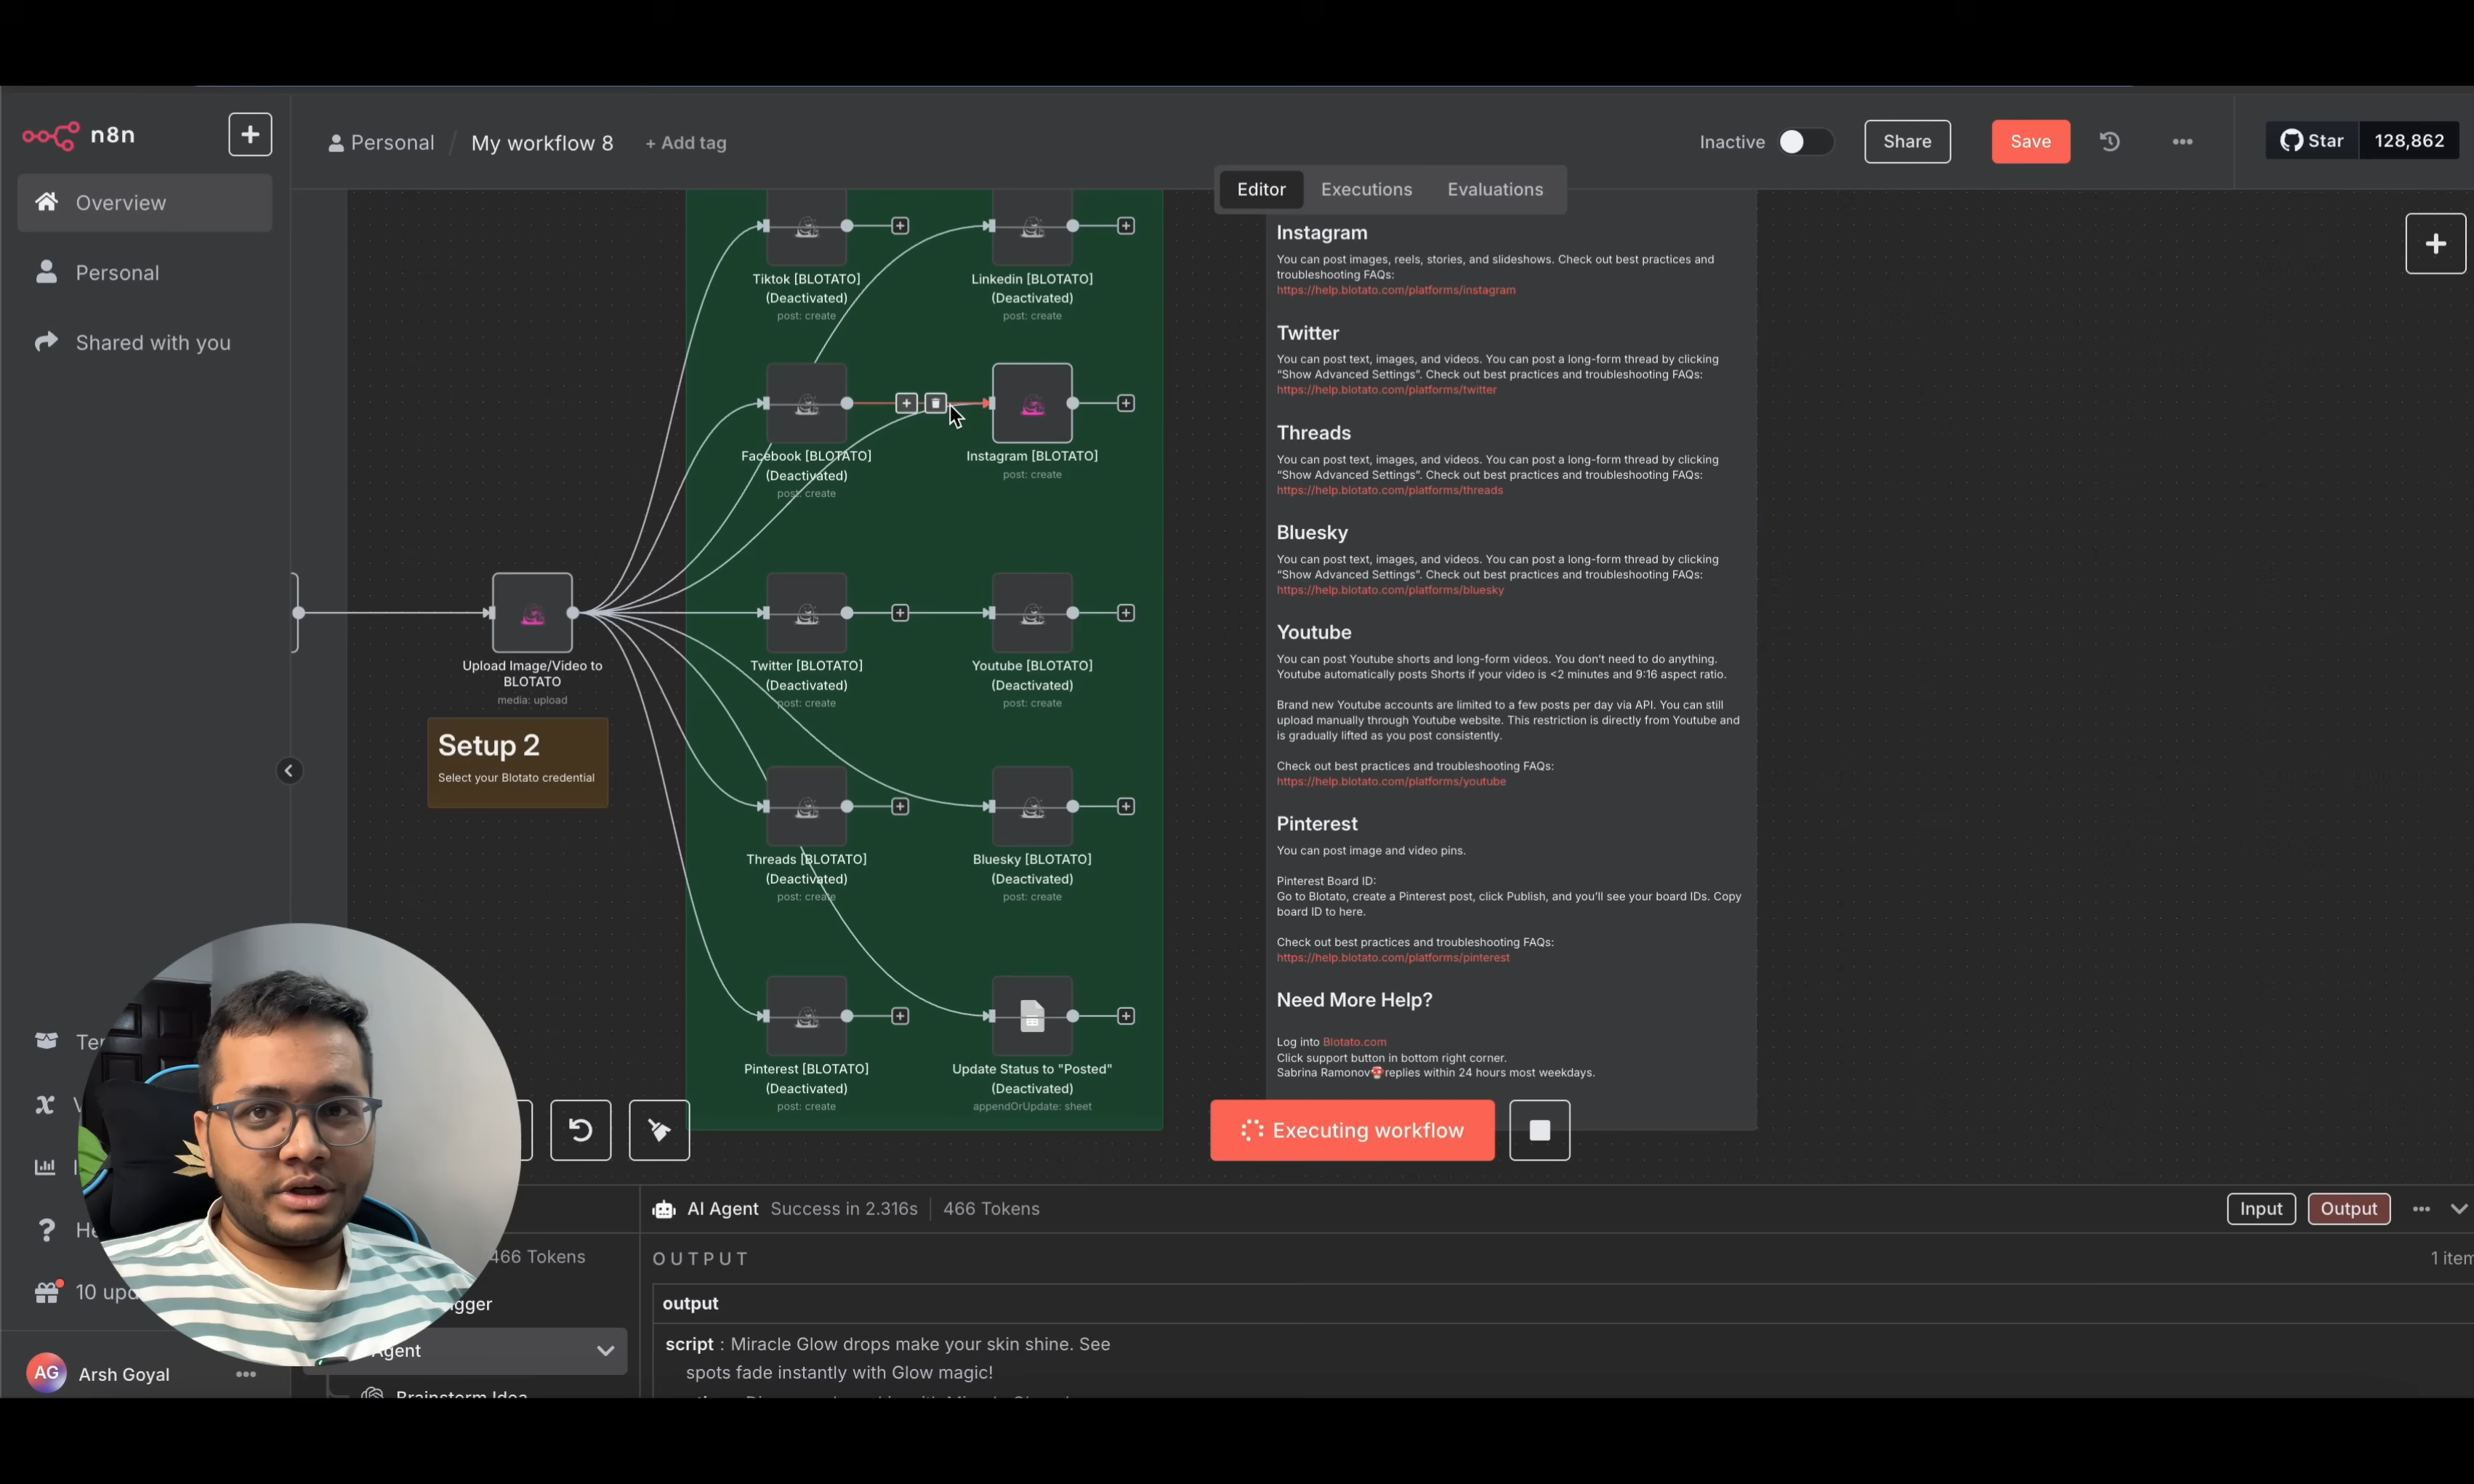 n8n
Personal / My workflow 8 + Add tag
Inactive
Share
Save
Star 128,862
Overview
Personal
Shared with you
10
Arsh Goyal
AG
Editor Executions Evaluations
Tiktok [BLOTATO]
(Deactivated)
post: create
Linkedin [BLOTATO]
(Deactivated)
post: create
Facebook [BLOTATO]
(Deactivated)
post: create
Instagram [BLOTATO]
post: create
Upload Image/Video to
BLOTATO
media: upload
Setup 2
Select your Blotato credential
Twitter [BLOTATO]
(Deactivated)
post: create
Youtube [BLOTATO]
(Deactivated)
post: create
Threads [BLOTATO]
(Deactivated)
post: create
Bluesky [BLOTATO]
(Deactivated)
post: create
Pinterest [BLOTATO]
(Deactivated)
post: create
Update Status to "Posted"
(Deactivated)
appendOrUpdate: sheet
Instagram
You can post images, reels, stories, and slideshows. Check out best practices and
troubleshooting FAQs:
https://help.blotato.com/platforms/instagram
Twitter
You can post text, images, and videos. You can post a long-form thread by clicking
“Show Advanced Settings”. Check out best practices and troubleshooting FAQs:
https://help.blotato.com/platforms/twitter
Threads
You can post text, images, and videos. You can post a long-form thread by clicking
“Show Advanced Settings”. Check out best practices and troubleshooting FAQs:
https://help.blotato.com/platforms/threads
Bluesky
You can post text, images, and videos. You can post a long-form thread by clicking
“Show Advanced Settings”. Check out best practices and troubleshooting FAQs:
https://help.blotato.com/platforms/bluesky
Youtube
You can post Youtube shorts and long-form videos. You don’t need to do anything.
Youtube automatically posts Shorts if your video is <2 minutes and 9:16 aspect ratio.
Brand new Youtube accounts are limited to a few posts per day via API. You can still
upload manually through Youtube website. This restriction is directly from Youtube and
is gradually lifted as you post consistently.
Check out best practices and troubleshooting FAQs:
https://help.blotato.com/platforms/youtube
Pinterest
You can post image and video pins.
Pinterest Board ID:
Go to Blotato, create a Pinterest post, click Publish, and you’ll see your board IDs. Copy
board ID to here.
Check out best practices and troubleshooting FAQs:
https://help.blotato.com/platforms/pinterest
Need More Help?
Log into Blotato.com
Click support button in bottom right corner.
Sabrina Ramonov replies within 24 hours most weekdays.
Executing workflow
AI Agent Success in 2.316s 466 Tokens
Input Output
466 Tokens
Agent
Brainstorm Idea
OUTPUT
1 item
output
script : Miracle Glow drops make your skin shine. See
spots fade instantly with Glow magic!